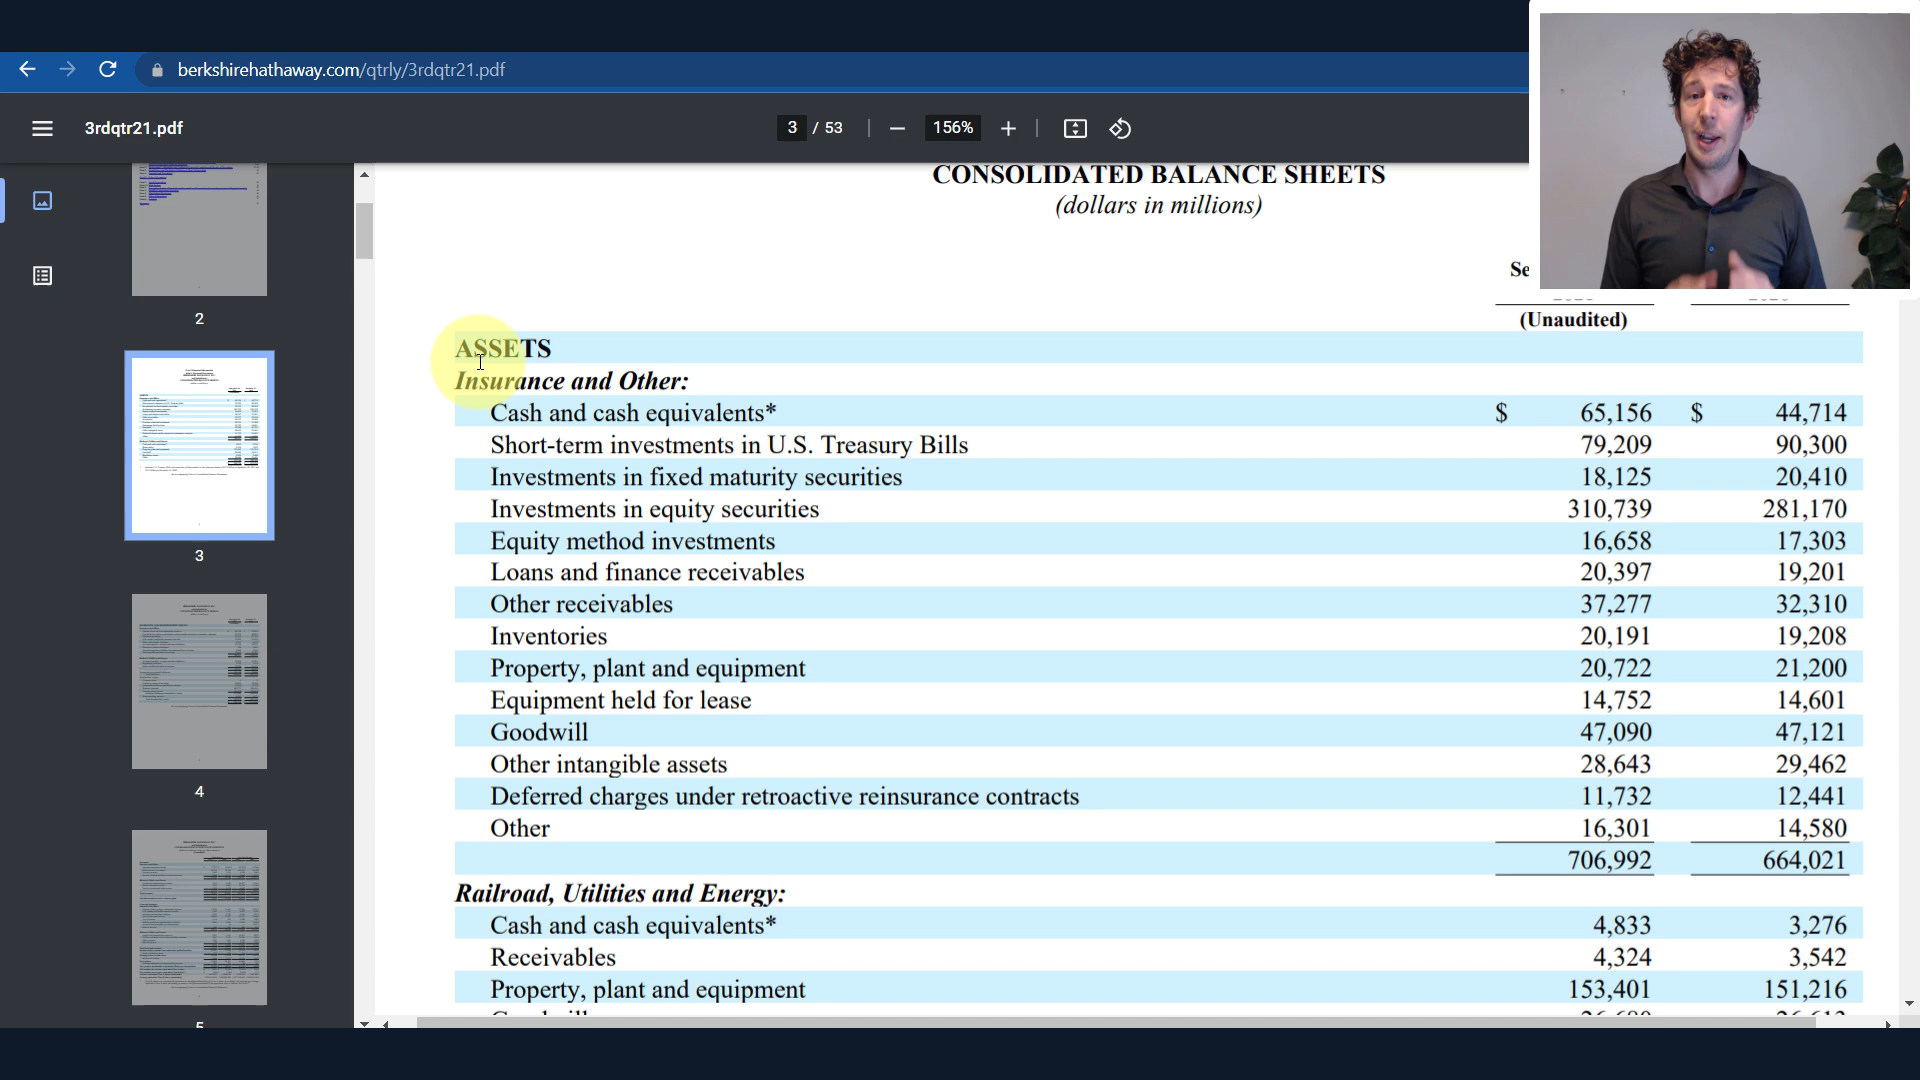 berkshirehathaway.com/qtrly/3rdqtr21.pdf
3rdqtr21.pdf
3 / 53
156%
CONSOLIDATED BALANCE SHEETS
(dollars in millions)
(Unaudited)
ASSETS
Insurance and Other:
Cash and cash equivalents* $ 65,156 $ 44,714
Short-term investments in U.S. Treasury Bills 79,209 90,300
Investments in fixed maturity securities 18,125 20,410
Investments in equity securities 310,739 281,170
Equity method investments 16,658 17,303
Loans and finance receivables 20,397 19,201
Other receivables 37,277 32,310
Inventories 20,191 19,208
Property, plant and equipment 20,722 21,200
Equipment held for lease 14,752 14,601
Goodwill 47,090 47,121
Other intangible assets 28,643 29,462
Deferred charges under retroactive reinsurance contracts 11,732 12,441
Other 16,301 14,580
706,992 664,021
Railroad, Utilities and Energy:
Cash and cash equivalents* 4,833 3,276
Receivables 4,324 3,542
Property, plant and equipment 153,401 151,216
2
3
4
5